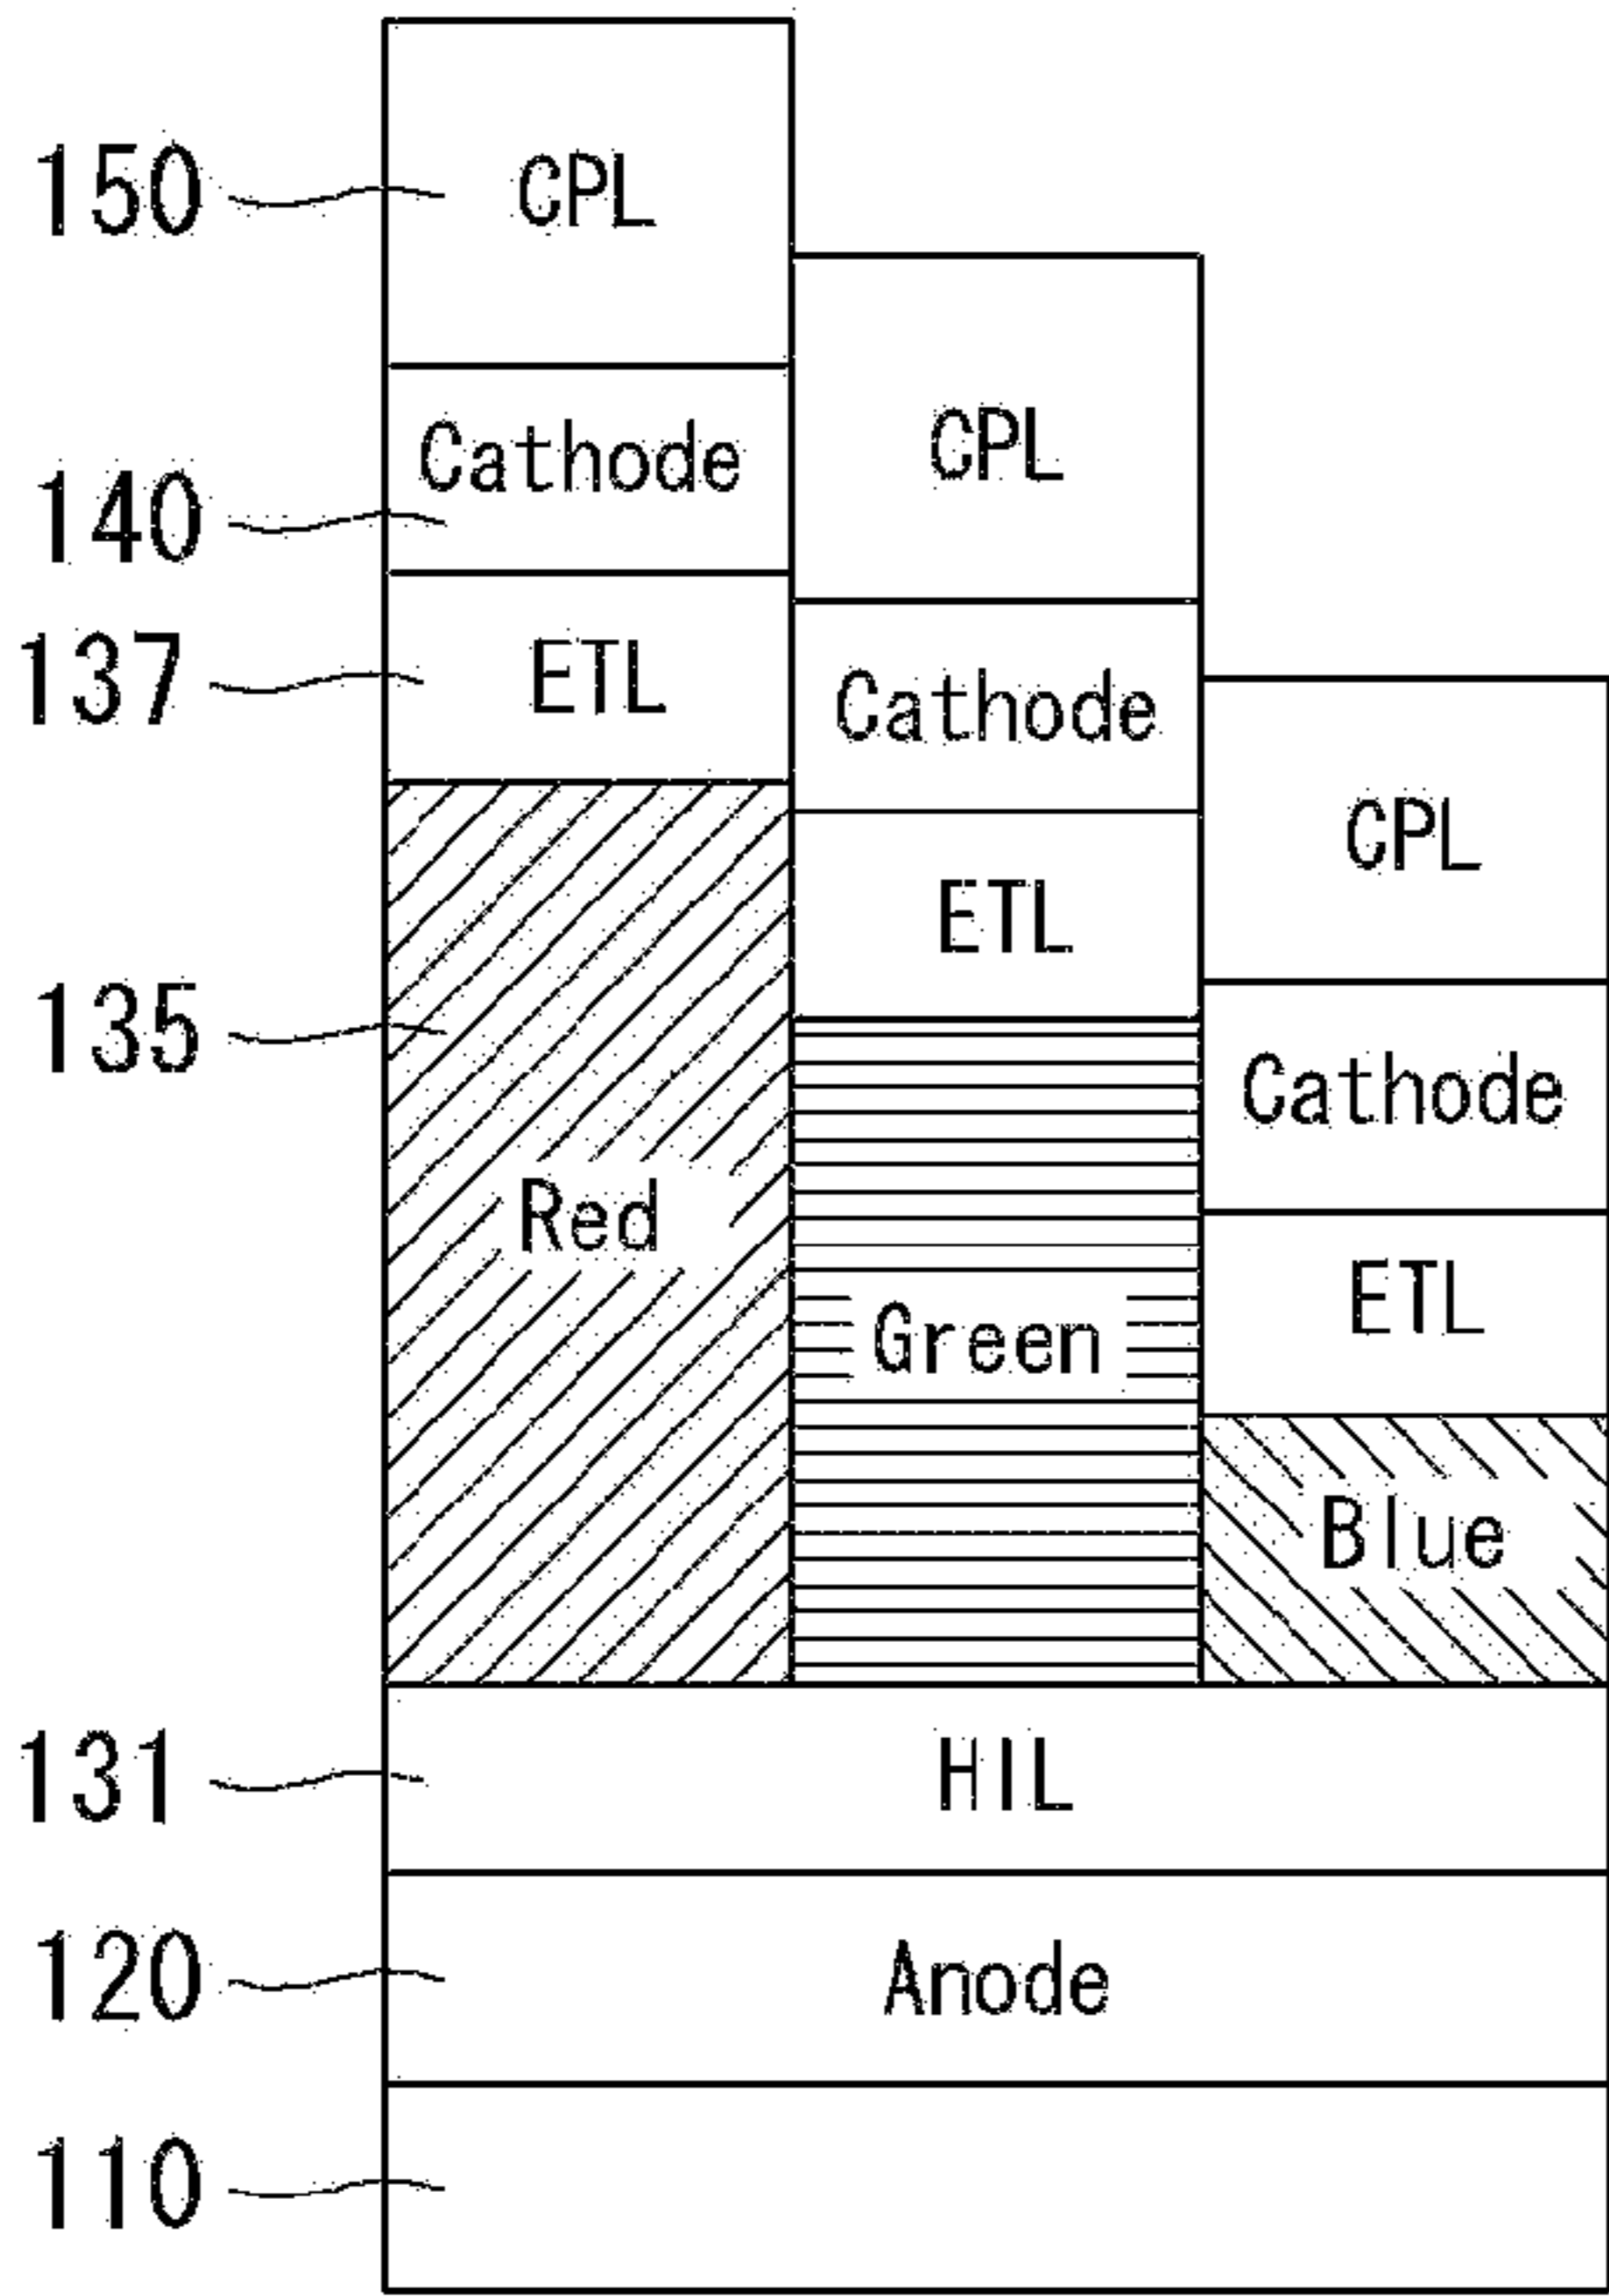 150 CPL
Cathode CPL
140
137 ETL Cathode
CPL
ETL
135 Cathode
Red
ETL
Green
Blue
131 HIL
120 Anode
110